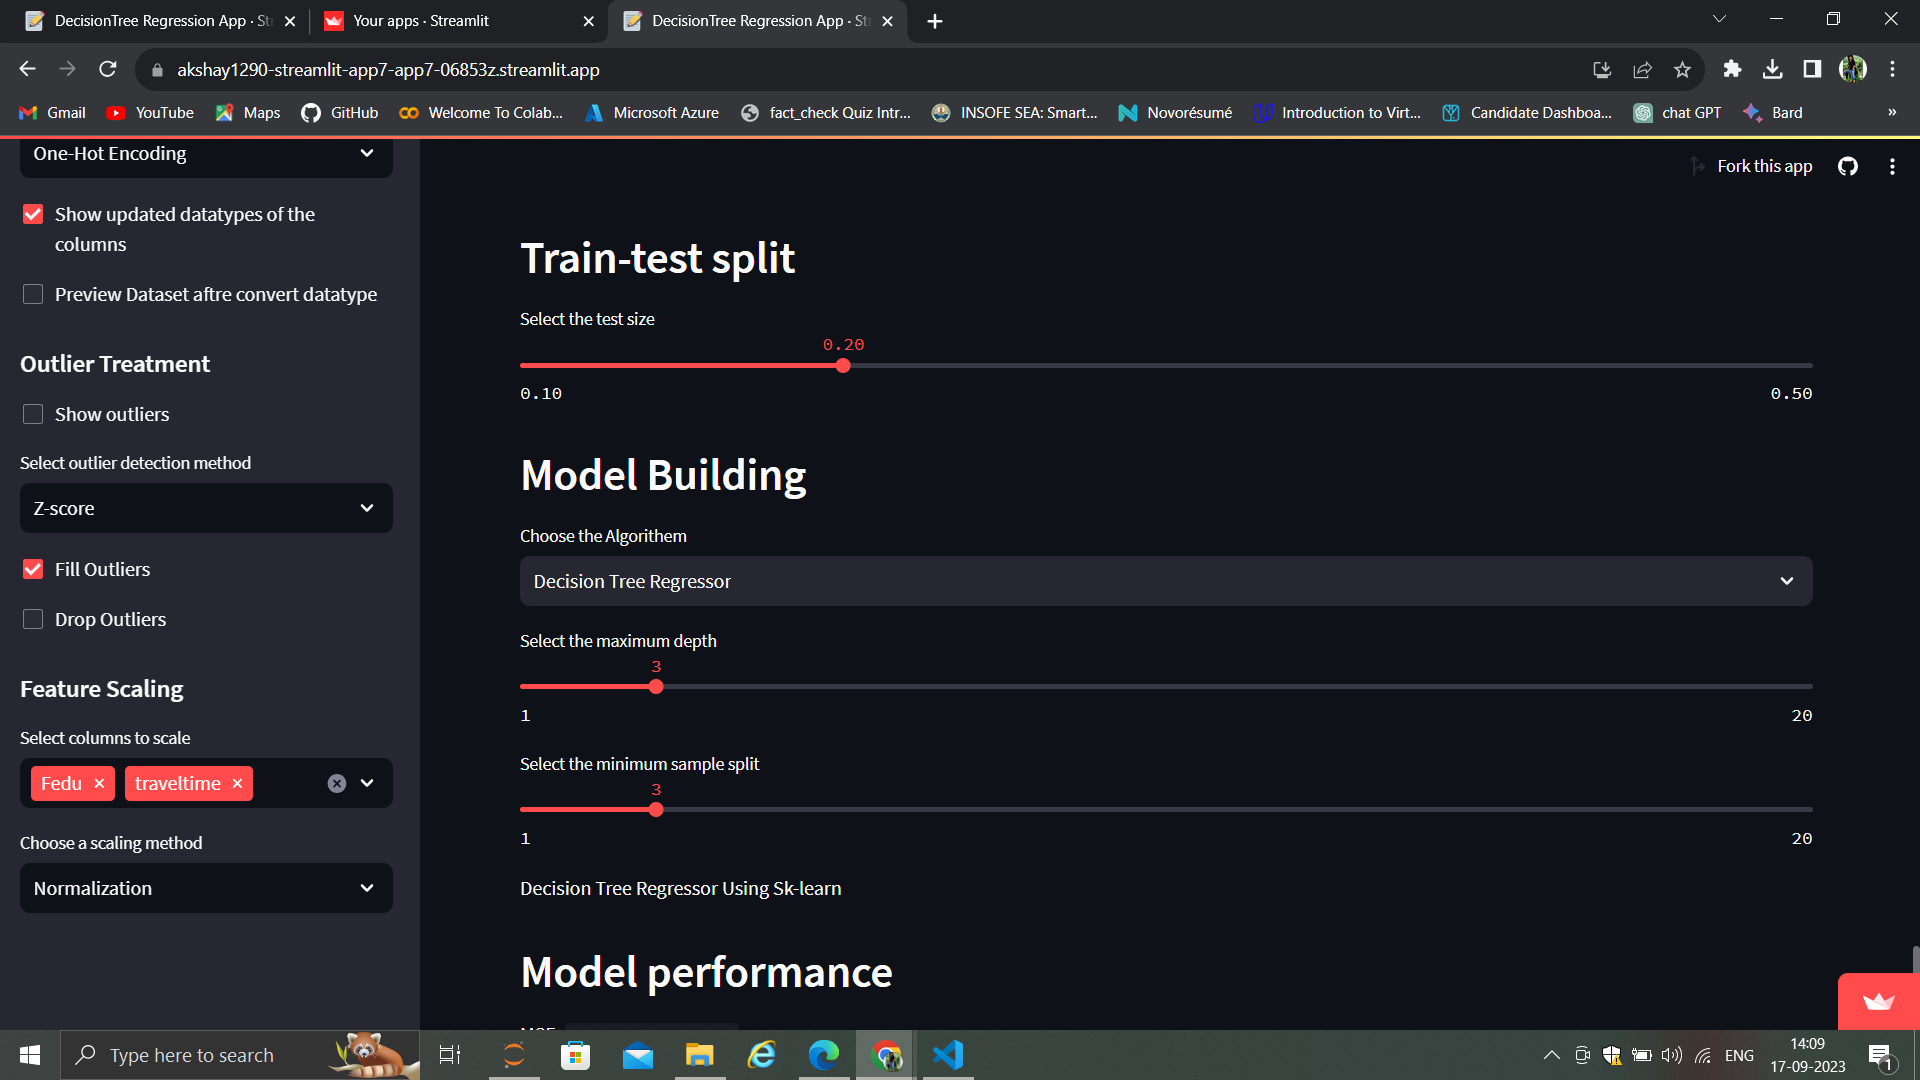 DecisionTree Regression App · St
Your apps · Streamlit
DecisionTree Regression App · St
akshay1290-streamlit-app7-app7-06853z.streamlit.app
Gmail
YouTube
Maps
GitHub
Welcome To Colab...
Microsoft Azure
fact_check Quiz Intr...
INSOFE SEA: Smart...
Novorésumé
Introduction to Virt...
Candidate Dashboa...
chat GPT
Bard
»
One-Hot Encoding
Show updated datatypes of the
columns
Preview Dataset aftre convert datatype
Outlier Treatment
Show outliers
Select outlier detection method
Z-score
Fill Outliers
Drop Outliers
Feature Scaling
Select columns to scale
Fedu
traveltime
Choose a scaling method
Normalization
Fork this app
Train-test split
Select the test size
0.20
0.10
0.50
Model Building
Choose the Algorithem
Decision Tree Regressor
Select the maximum depth
3
1
20
Select the minimum sample split
3
1
20
Decision Tree Regressor Using Sk-learn
Model performance
Type here to search
ENG
14:09
17-09-2023
1